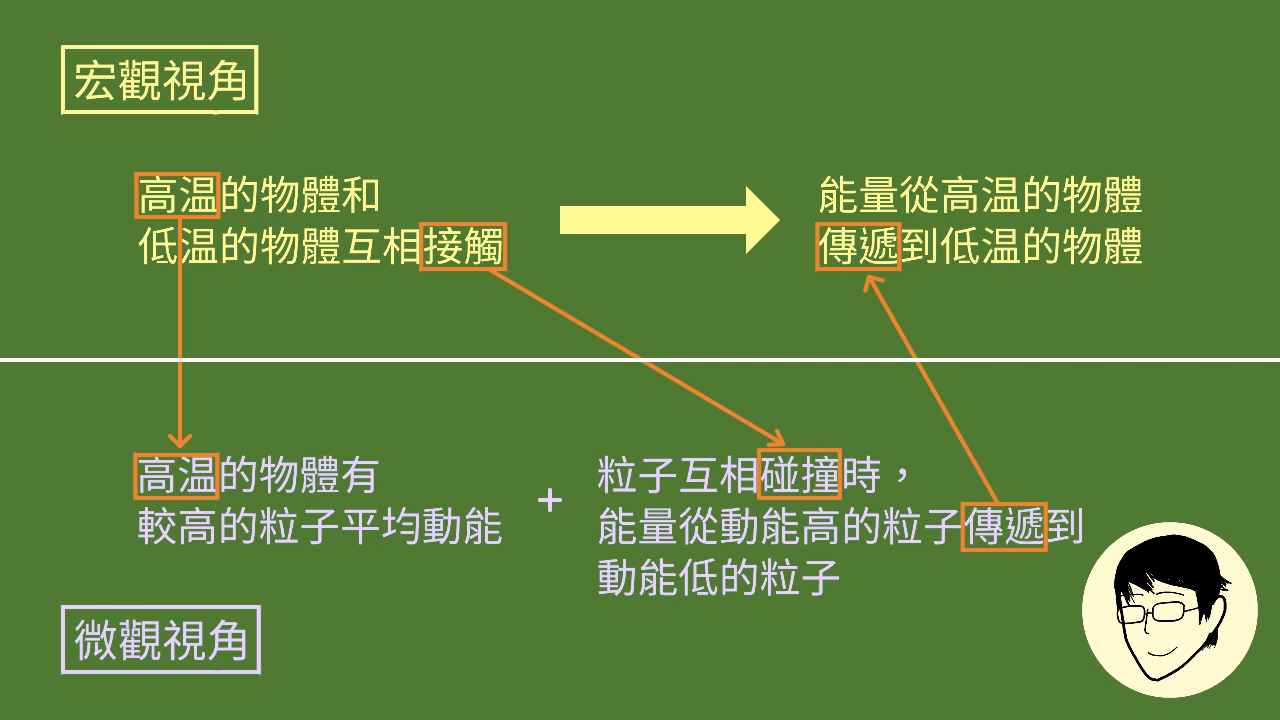 宏觀視角
高温的物體和
低温的物體互相接觸
能量從高温的物體
傳遞到低温的物體
高温的物體有
較高的粒子平均動能
+
粒子互相碰撞時，
能量從動能高的粒子傳遞到
動能低的粒子
微觀視角